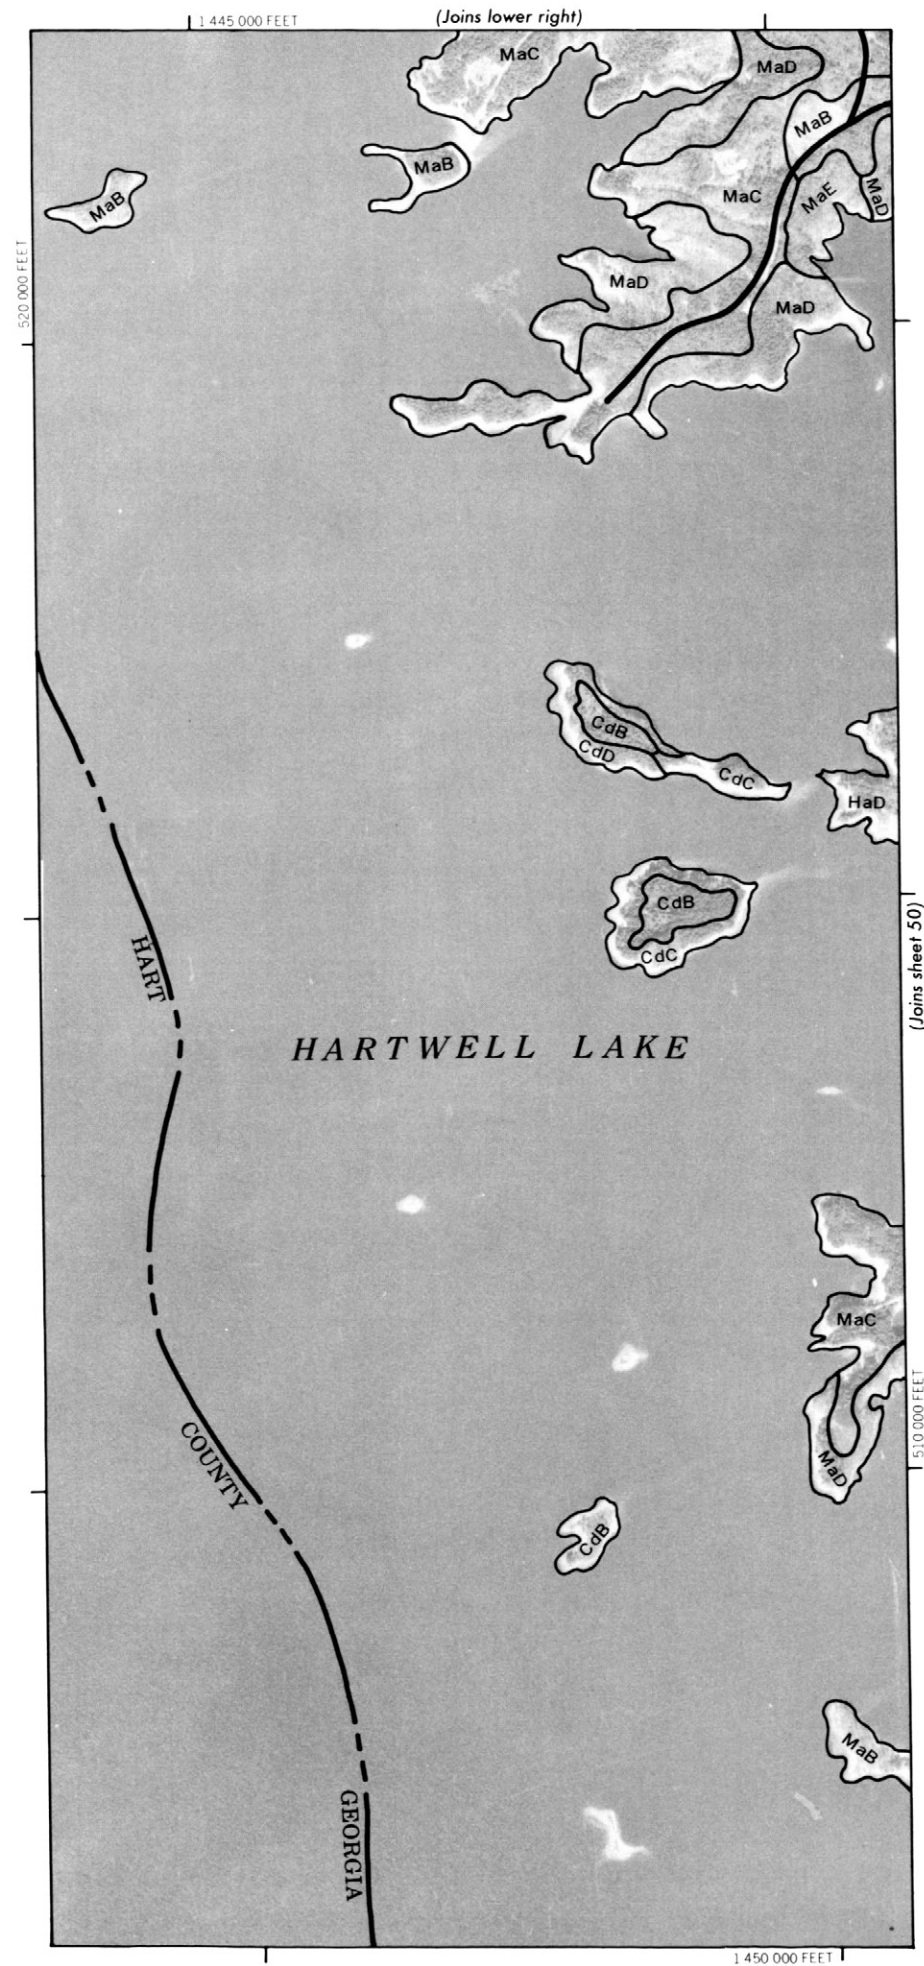 1 445 000 FEET
(Joins lower right)
MaC
MaD
MaB
MaB
MaB
MaC
MaE
MaD
520 000 FEET
MaD
MaD
CdB
CdD
CdC
HaD
CdB
CdC
(Joins sheet 50)
HART
HARTWELL LAKE
MaC
510 000 FEET
MaD
COUNTY
CdB
MaB
GEORGIA
1 450 000 FEET